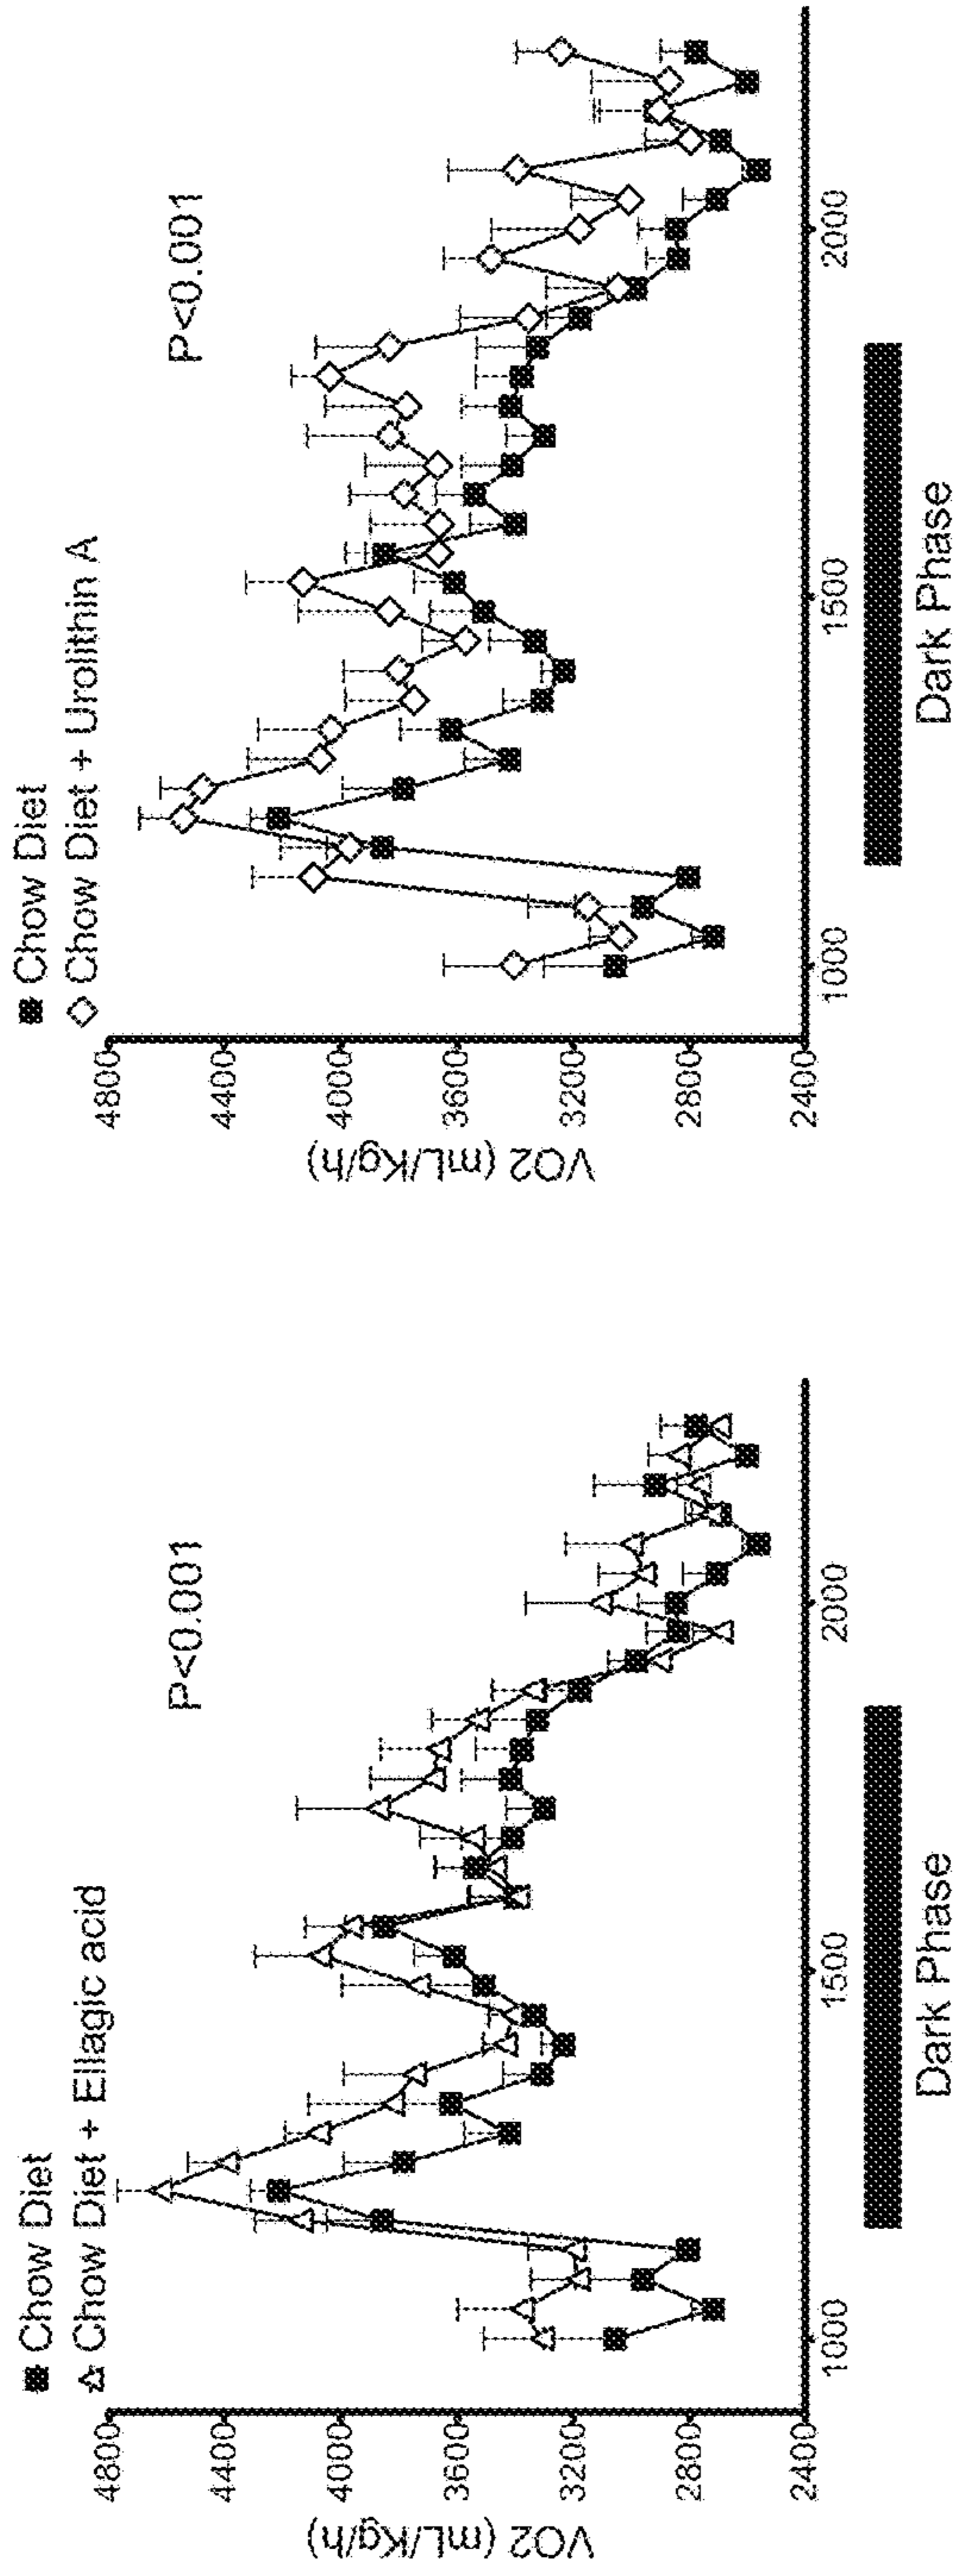 Chow Diet
Chow Diet + Ellagic acid
P<0.001
VO2 (mL/Kg/h)
4800
4400
4000
3600
3200
2800
2400
1000
1500
2000
Dark Phase
Chow Diet
Chow Diet + Urolithin A
P<0.001
VO2 (mL/Kg/h)
4800
4400
4000
3600
3200
2800
2400
1000
1500
2000
Dark Phase